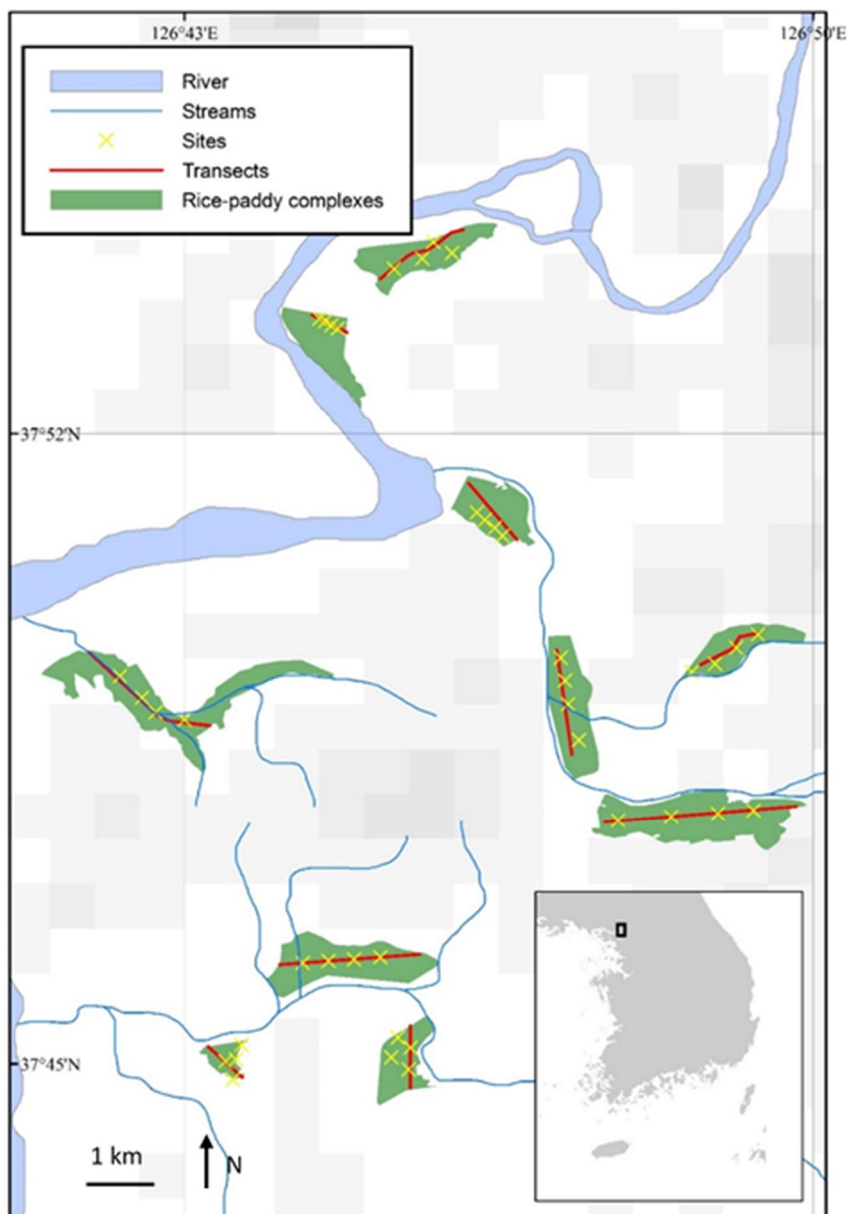 126°43'E
126°50'E
River
Streams
Sites
Transects
Rice-paddy complexes
37°52'N
37°45'N
1 km
N